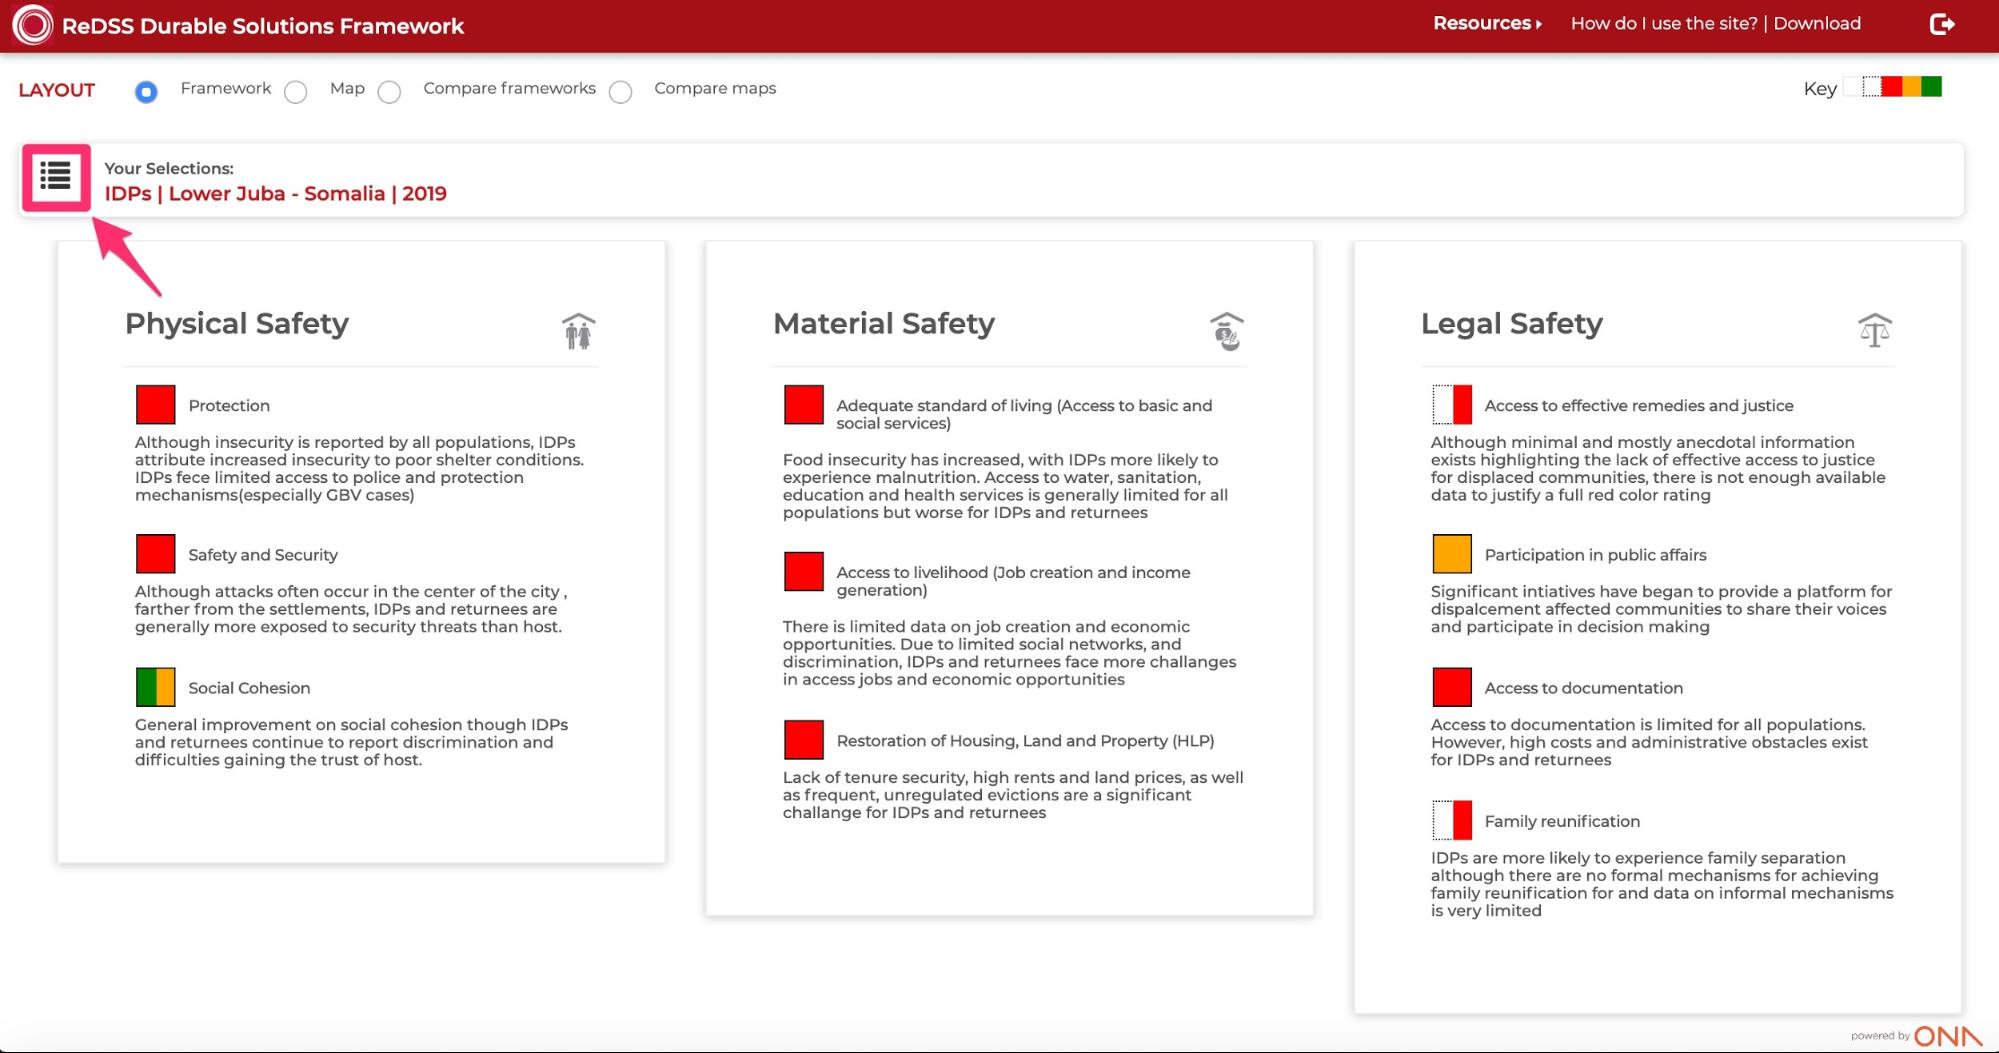 ReDSS Durable Solutions Framework
Resources
How do I use the site? | Download
LAYOUT
Framework
Map
Compare frameworks
Compare maps
Key
Your Selections:
IDPs | Lower Juba - Somalia | 2019
Physical Safety
Protection
Although insecurity is reported by all populations, IDPs
attribute increased insecurity to poor shelter conditions.
IDPs fece limited access to police and protection
mechanisms(especially GBV cases)
Safety and Security
Although attacks often occur in the center of the city ,
farther from the settlements, IDPs and returnees are
generally more exposed to security threats than host.
Social Cohesion
General improvement on social cohesion though IDPs
and returnees continue to report discrimination and
difficulties gaining the trust of host.
Material Safety
Adequate standard of living (Access to basic and
social services)
Food insecurity has increased, with IDPs more likely to
experience malnutrition. Access to water, sanitation,
education and health services is generally limited for all
populations but worse for IDPs and returnees
Access to livelihood (Job creation and income
generation)
There is limited data on job creation and economic
opportunities. Due to limited social networks, and
discrimination, IDPs and returnees face more challanges
in access jobs and economic opportunities
Restoration of Housing, Land and Property (HLP)
Lack of tenure security, high rents and land prices, as well
as frequent, unregulated evictions are a significant
challange for IDPs and returnees
Legal Safety
Access to effective remedies and justice
Although minimal and mostly anecdotal information
exists highlighting the lack of effective access to justice
for displaced communities, there is not enough available
data to justify a full red color rating
Participation in public affairs
Significant intiatives have began to provide a platform for
dispalcement affected communities to share their voices
and participate in decision making
Access to documentation
Access to documentation is limited for all populations.
However, high costs and administrative obstacles exist
for IDPs and returnees
Family reunification
IDPs are more likely to experience family separation
although there are no formal mechanisms for achieving
family reunification for and data on informal mechanisms
is very limited
powered by ONA